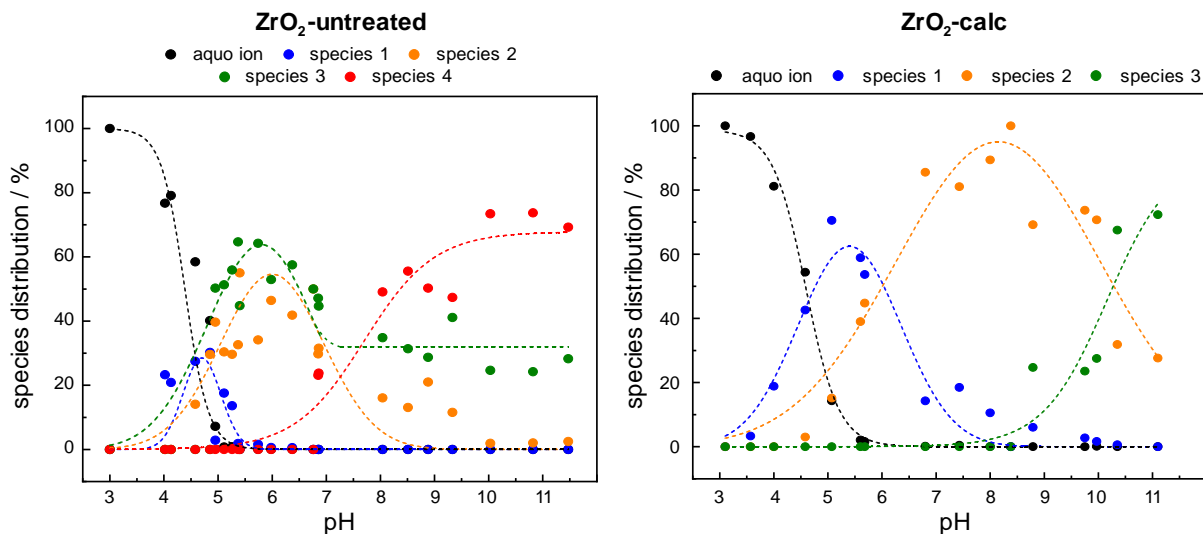 ZrO₂-untreated
aquo ion species 1 species 2
species 3 species 4
100
80
60
40
20
0
species distribution / %
3 4 5 6 7 8 9 10 11
pH
ZrO₂-calc
aquo ion species 1 species 2 species 3
100
80
60
40
20
0
species distribution / %
3 4 5 6 7 8 9 10 11
pH